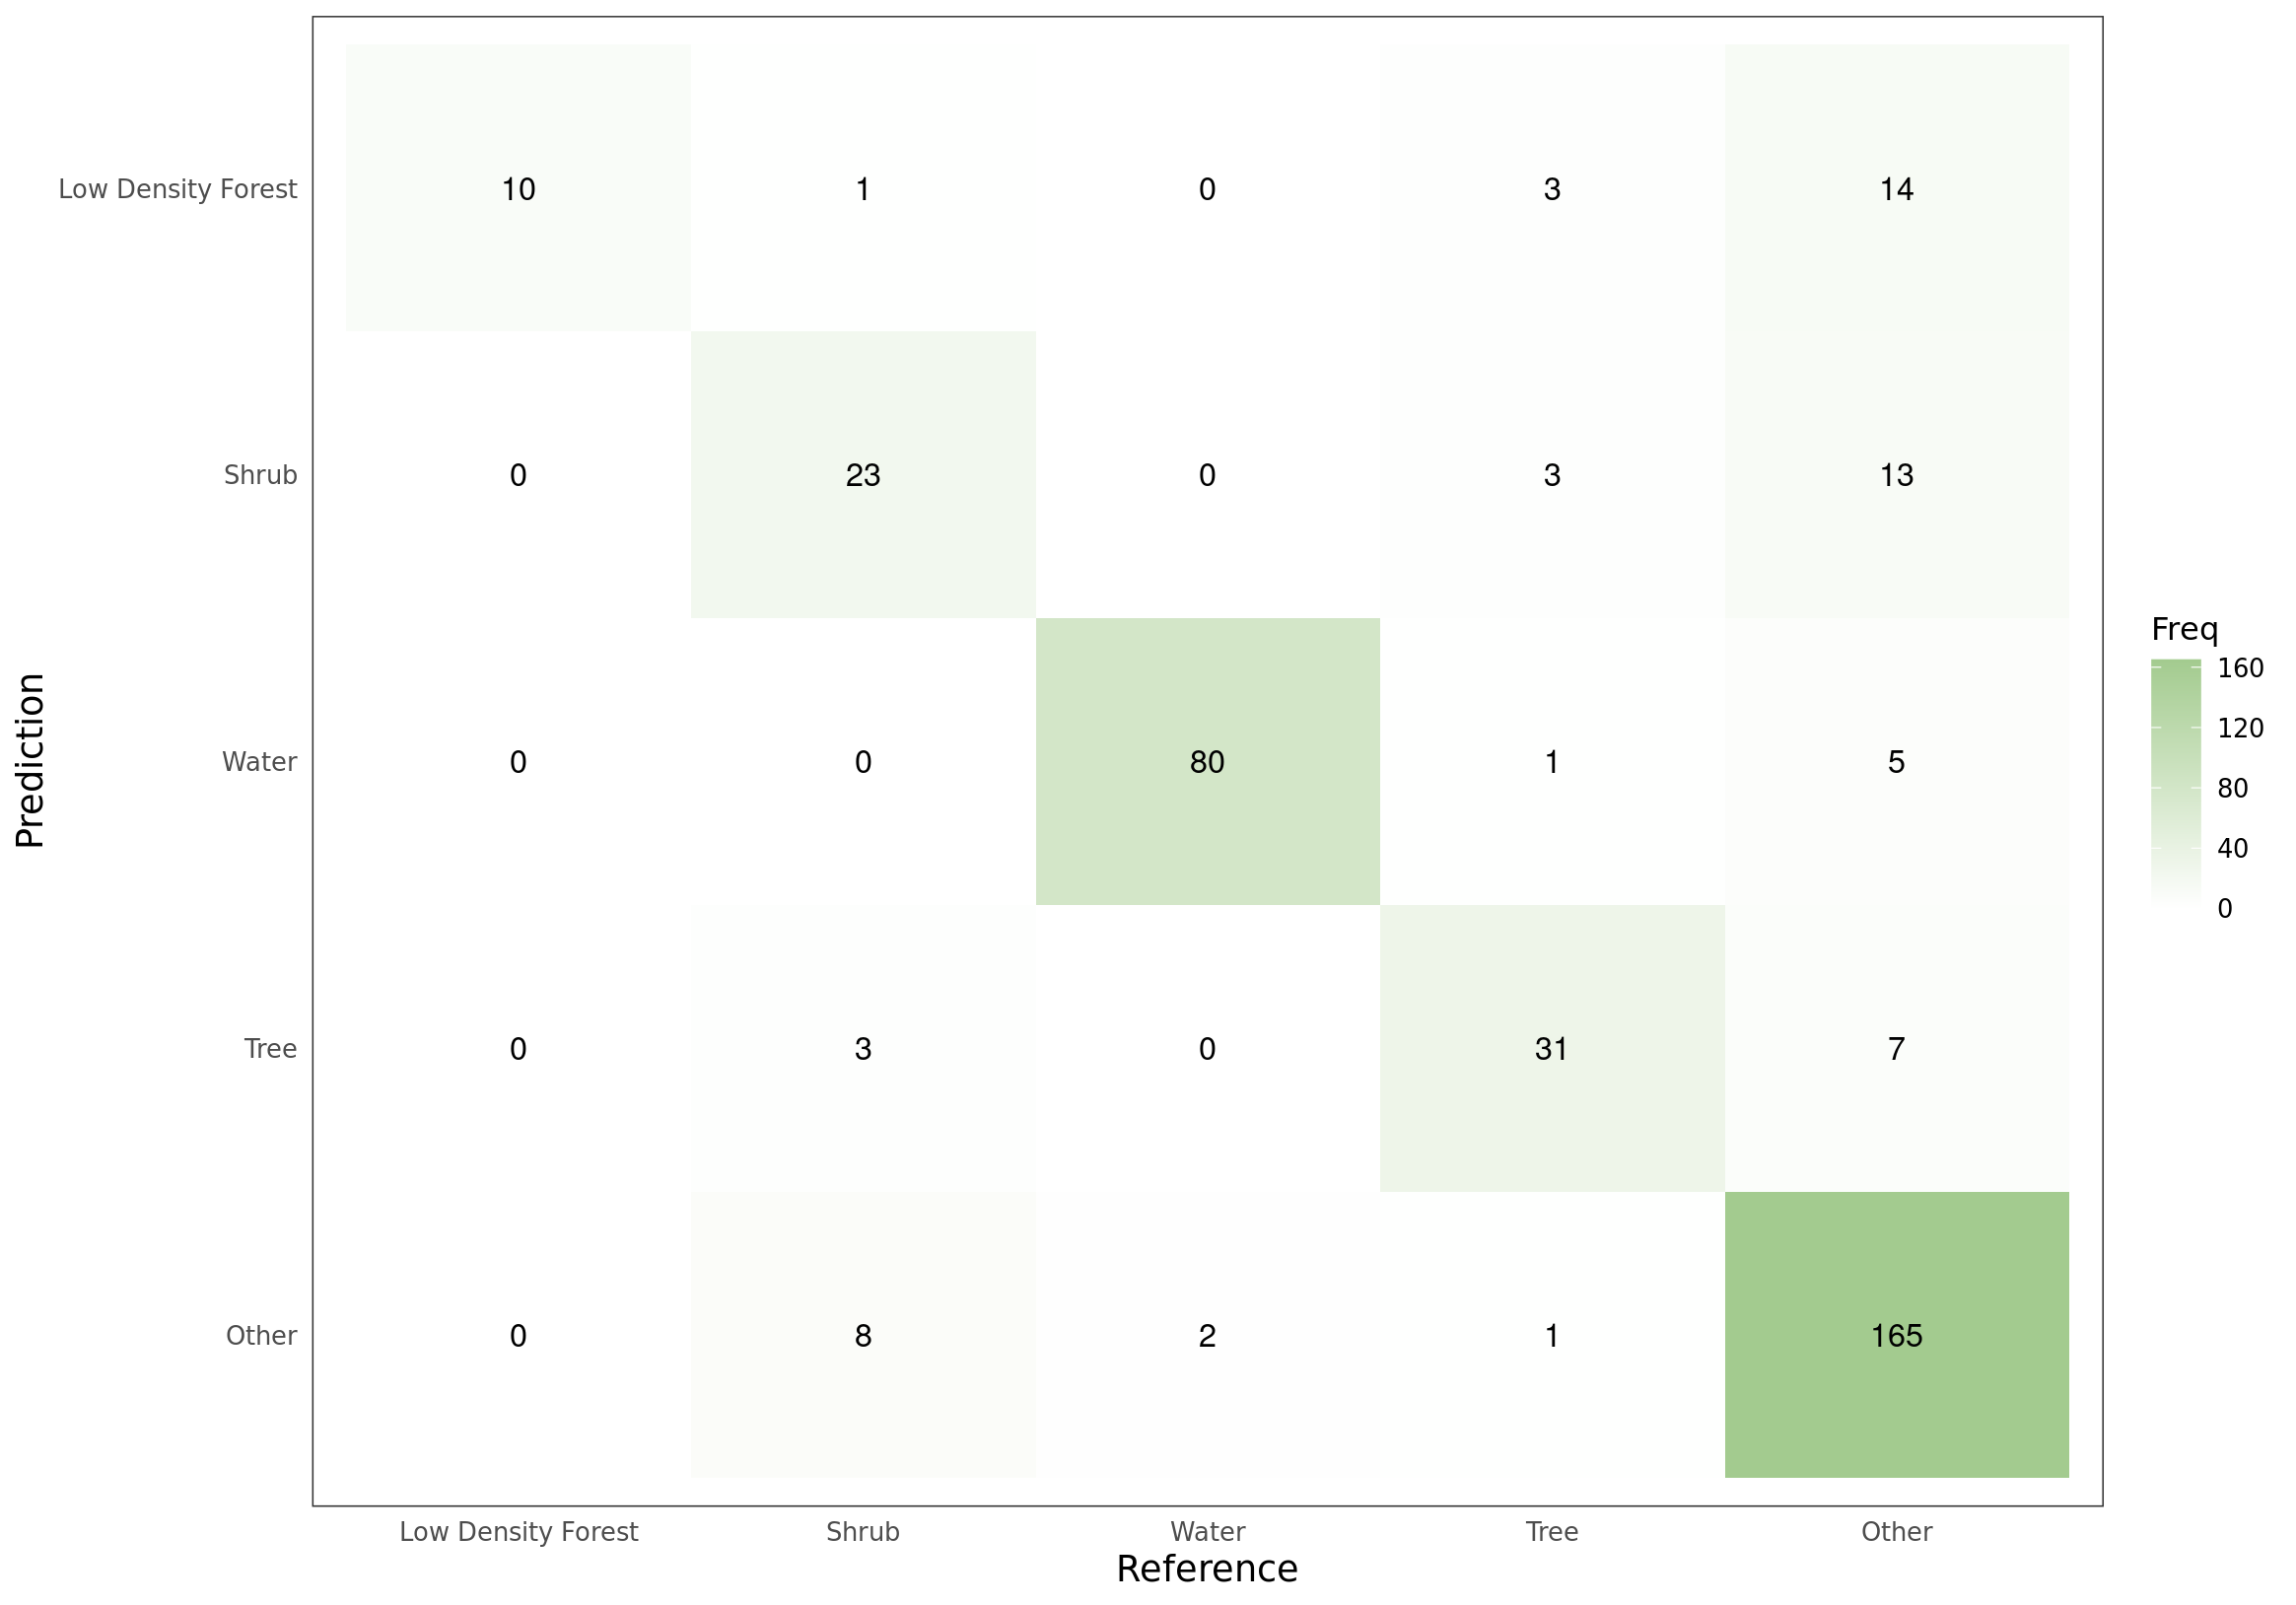 Low Density Forest 10 1 0 3 14
Shrub 0 23 0 3 13
Water 0 0 80 1 5
Tree 0 3 0 31 7
Other 0 8 2 1 165
Low Density Forest Shrub Water Tree Other
Reference
Prediction
Freq
160
120
80
40
0